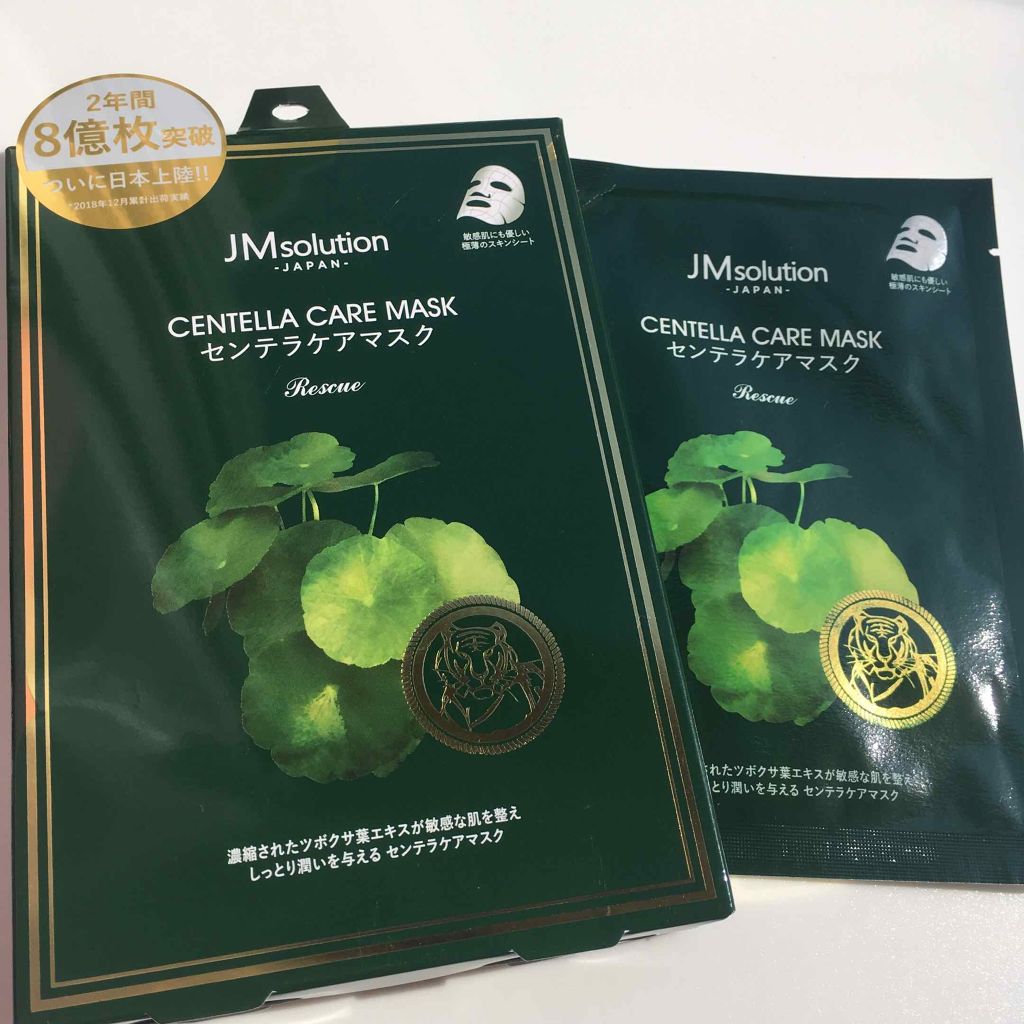 2年間
8億枚突破
ついに日本上陸!!
*2018年12月累計出荷実績
敏感肌にも優しい
極薄のスキンシート
JMsolution
-JAPAN-
CENTELLA CARE MASK
センテラケアマスク
Rescue
濃縮されたツボクサ葉エキスが敏感な肌を整え
しっとり潤いを与える センテラケアマスク
敏感肌にも優しい
極薄のスキンシート
JMsolution
-JAPAN-
CENTELLA CARE MASK
センテラケアマスク
Rescue
されたツボクサ葉エキスが敏感な肌を整え
っとり潤いを与える センテラケアマスク